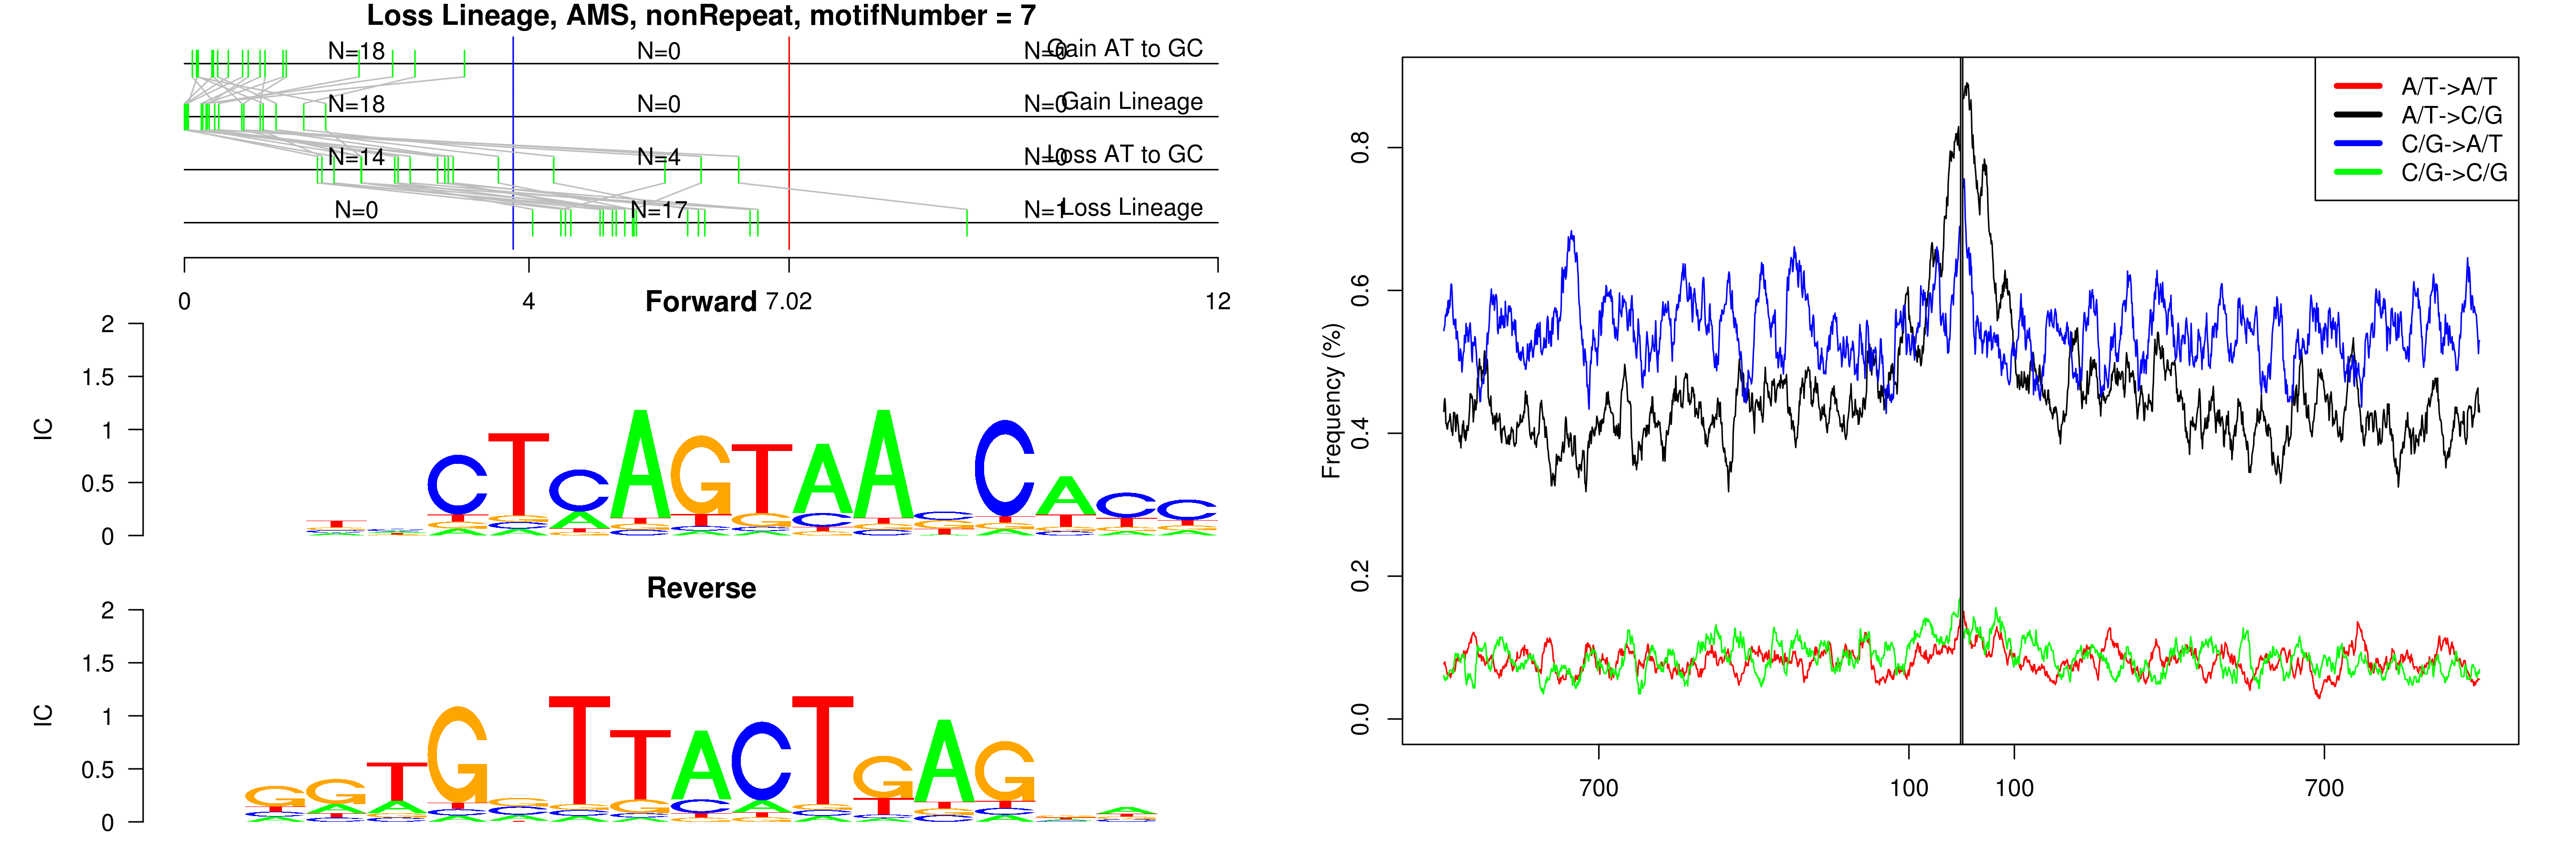 Loss Lineage, AMS, nonRepeat, motifNumber = 7
N=18 N=0 N=0 Gain AT to GC
N=18 N=0 N=0 Gain Lineage
N=14 N=4 N=0 Loss AT to GC
N=0 N=17 N=1 Loss Lineage
0 4 7.02 12
Forward
IC
2
1.5
1
0.5
0
CTCAGTAACCACC
Reverse
IC
2
1.5
1
0.5
0
GGTGGTTACTGAG
Frequency (%)
0.8
0.6
0.4
0.2
0.0
700 100 100 700
A/T->A/T
A/T->C/G
C/G->A/T
C/G->C/G